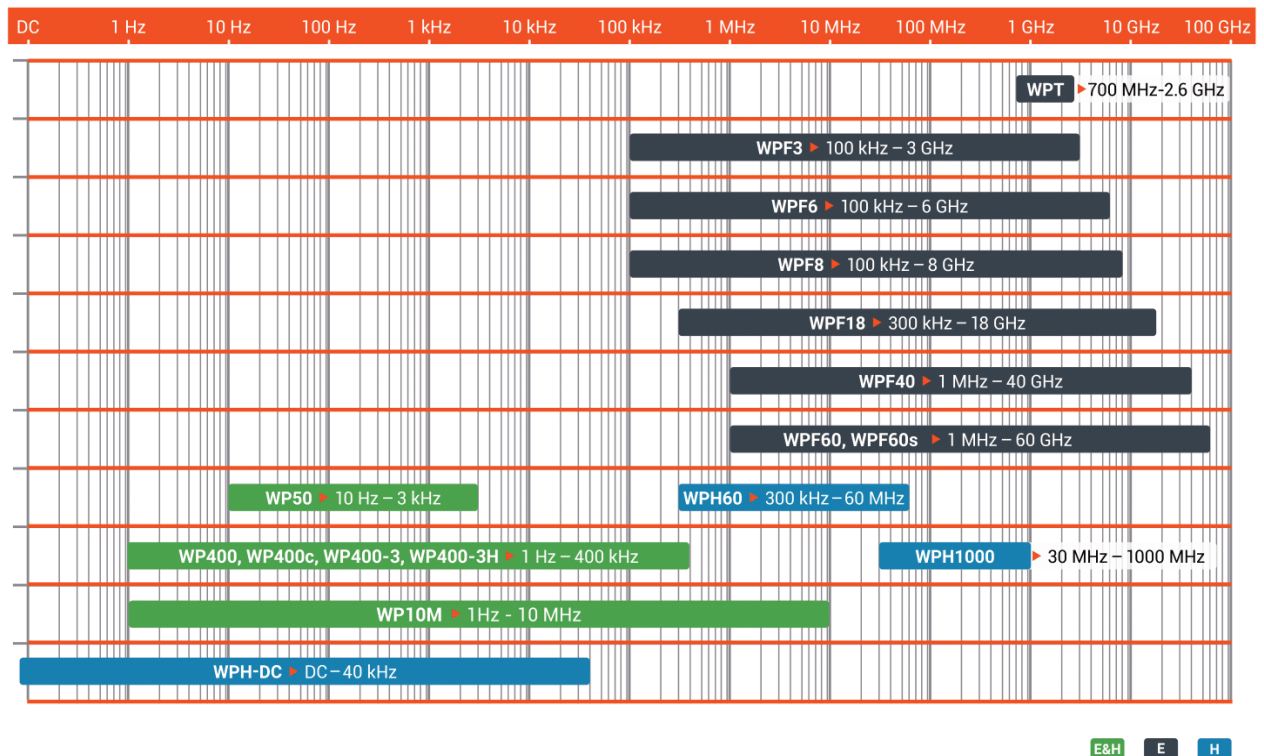 DC 1 Hz 10 Hz 100 Hz 1 kHz 10 kHz 100 kHz 1 MHz 10 MHz 100 MHz 1 GHz 10 GHz 100 GHz
WPT ▶ 700 MHz-2.6 GHz
WPF3 ▶ 100 kHz – 3 GHz
WPF6 ▶ 100 kHz – 6 GHz
WPF8 ▶ 100 kHz – 8 GHz
WPF18 ▶ 300 kHz – 18 GHz
WPF40 ▶ 1 MHz – 40 GHz
WPF60, WPF60s ▶ 1 MHz – 60 GHz
WP50 ▶ 10 Hz – 3 kHz WPH60 ▶ 300 kHz – 60 MHz
WP400, WP400c, WP400-3, WP400-3H ▶ 1 Hz – 400 kHz WPH1000 ▶ 30 MHz – 1000 MHz
WP10M ▶ 1Hz - 10 MHz
WPH-DC ▶ DC – 40 kHz
E&H E H